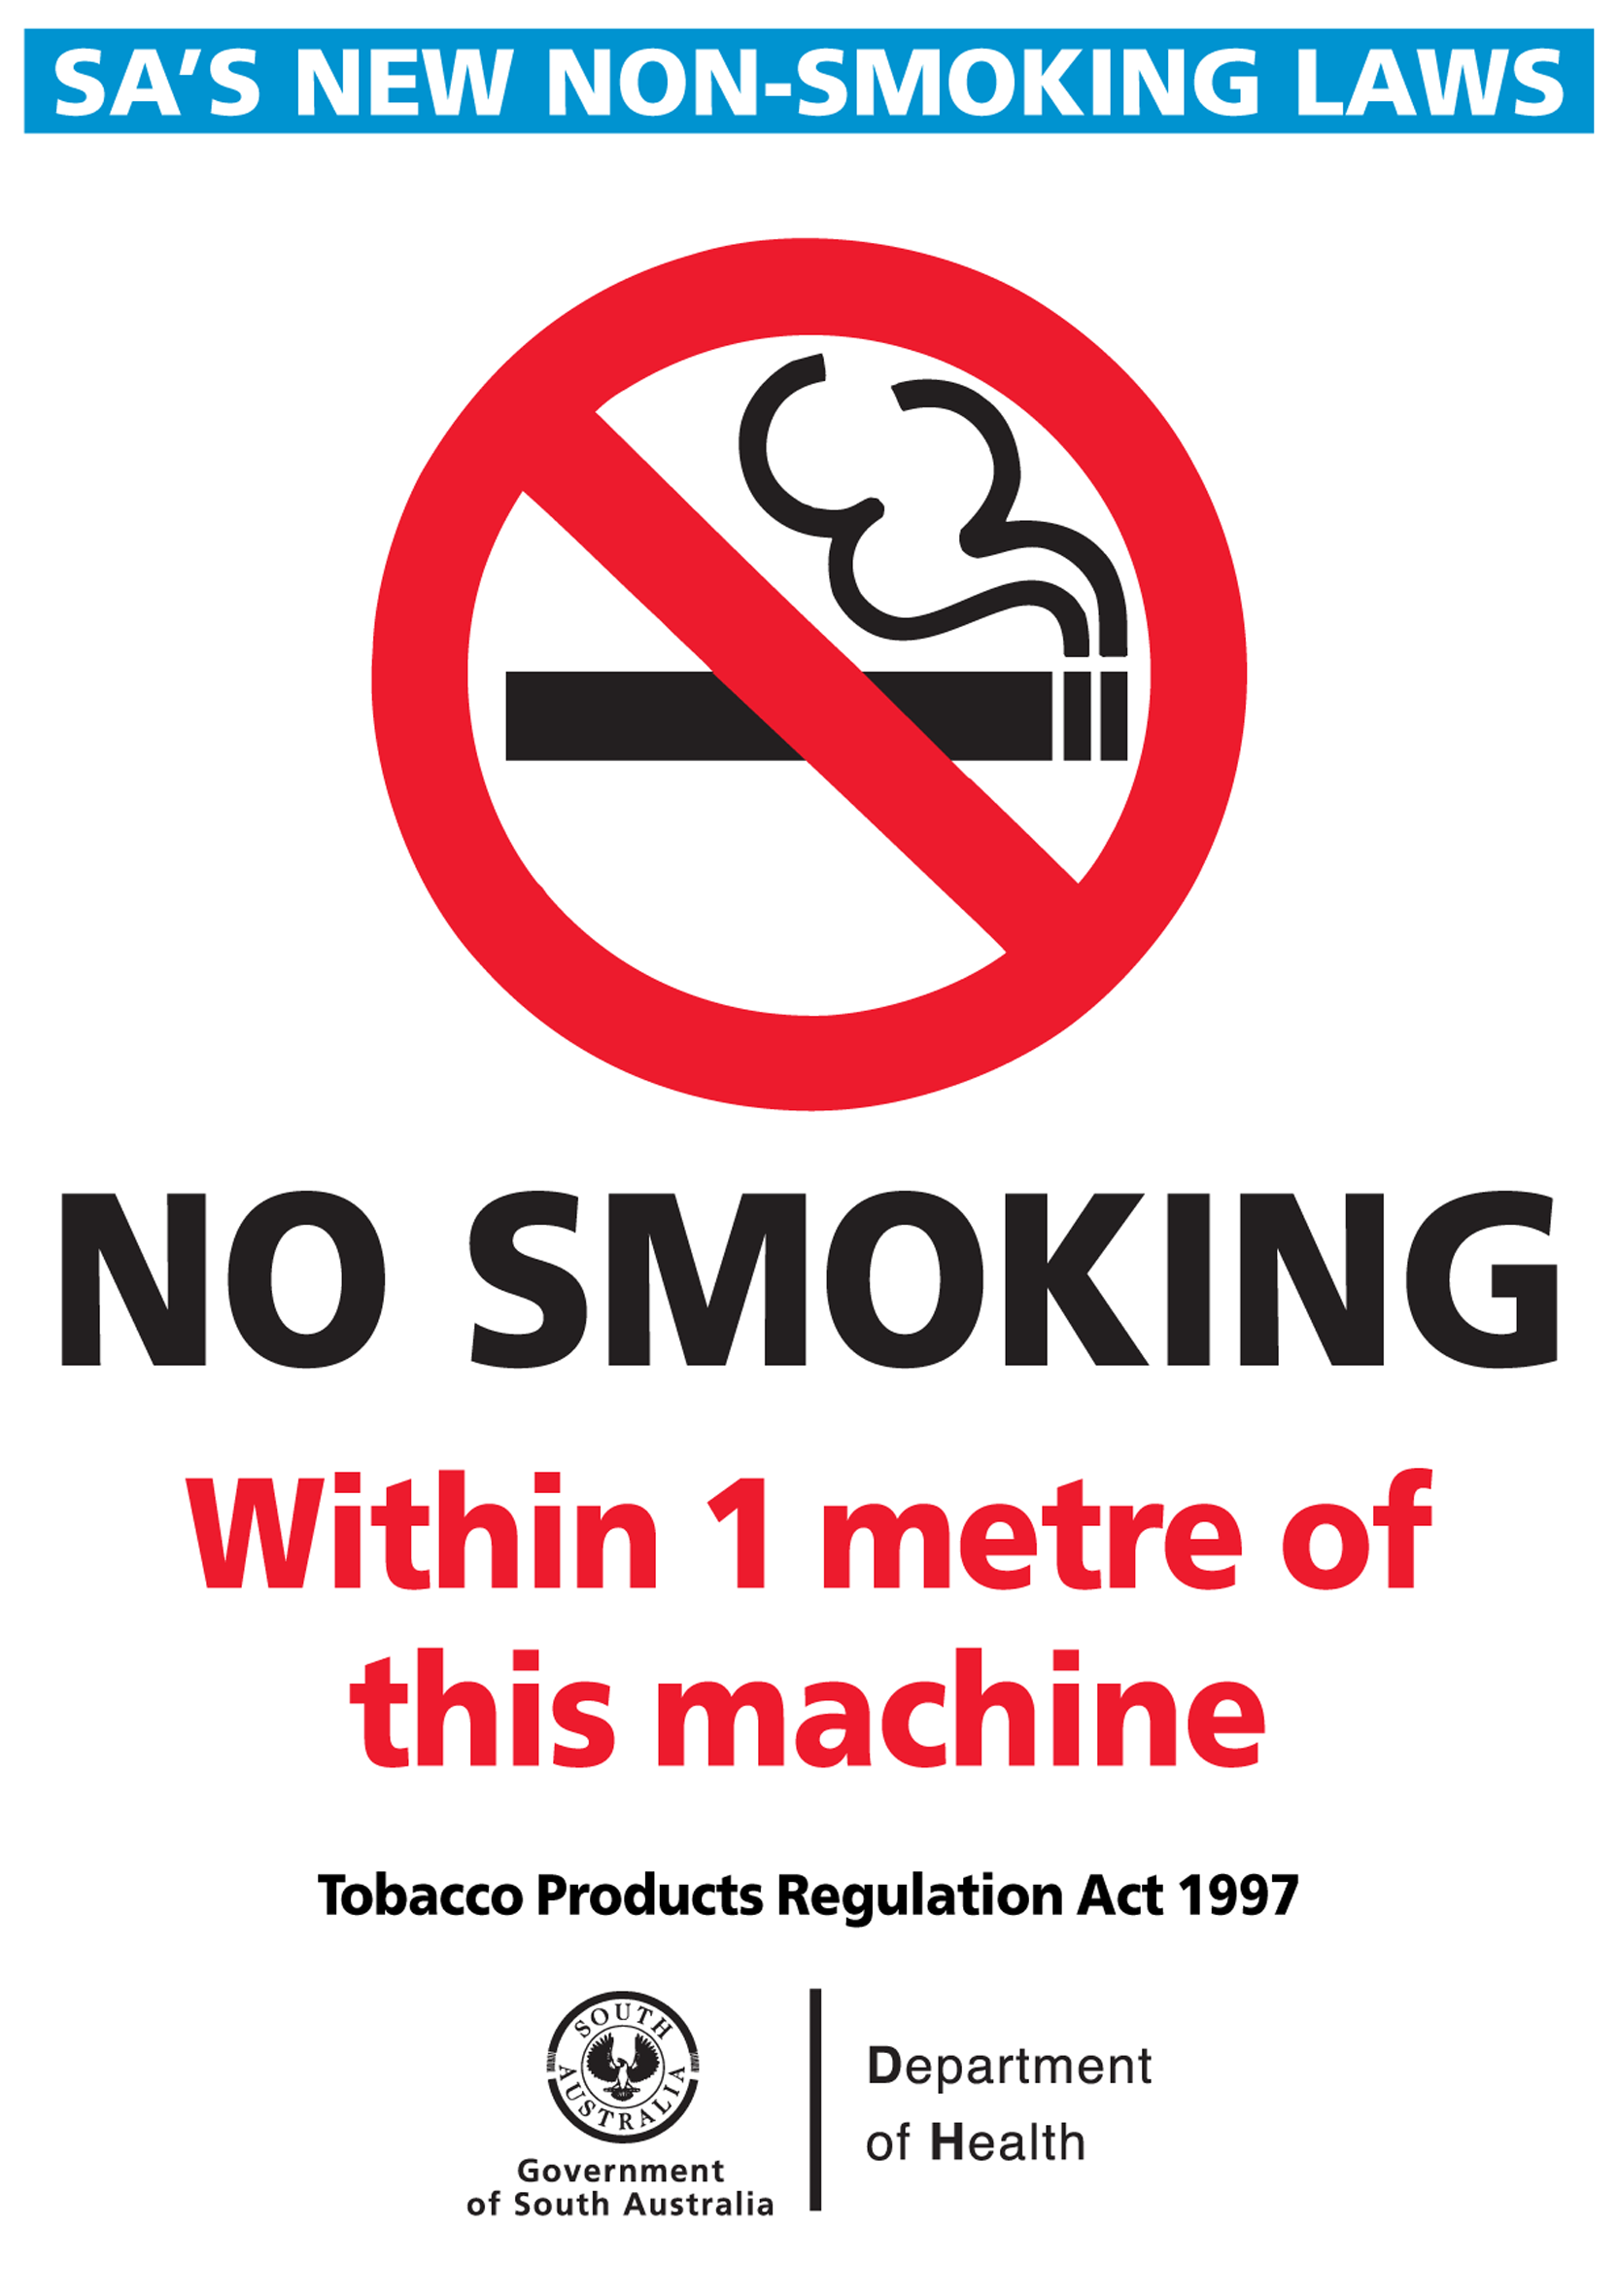 SA'S NEW NON-SMOKING LAWS
NO SMOKING
Within 1 metre of
this machine
Tobacco Products Regulation Act 1997
SOUTH
AUSTRALIA
Government
of South Australia
Department
of Health